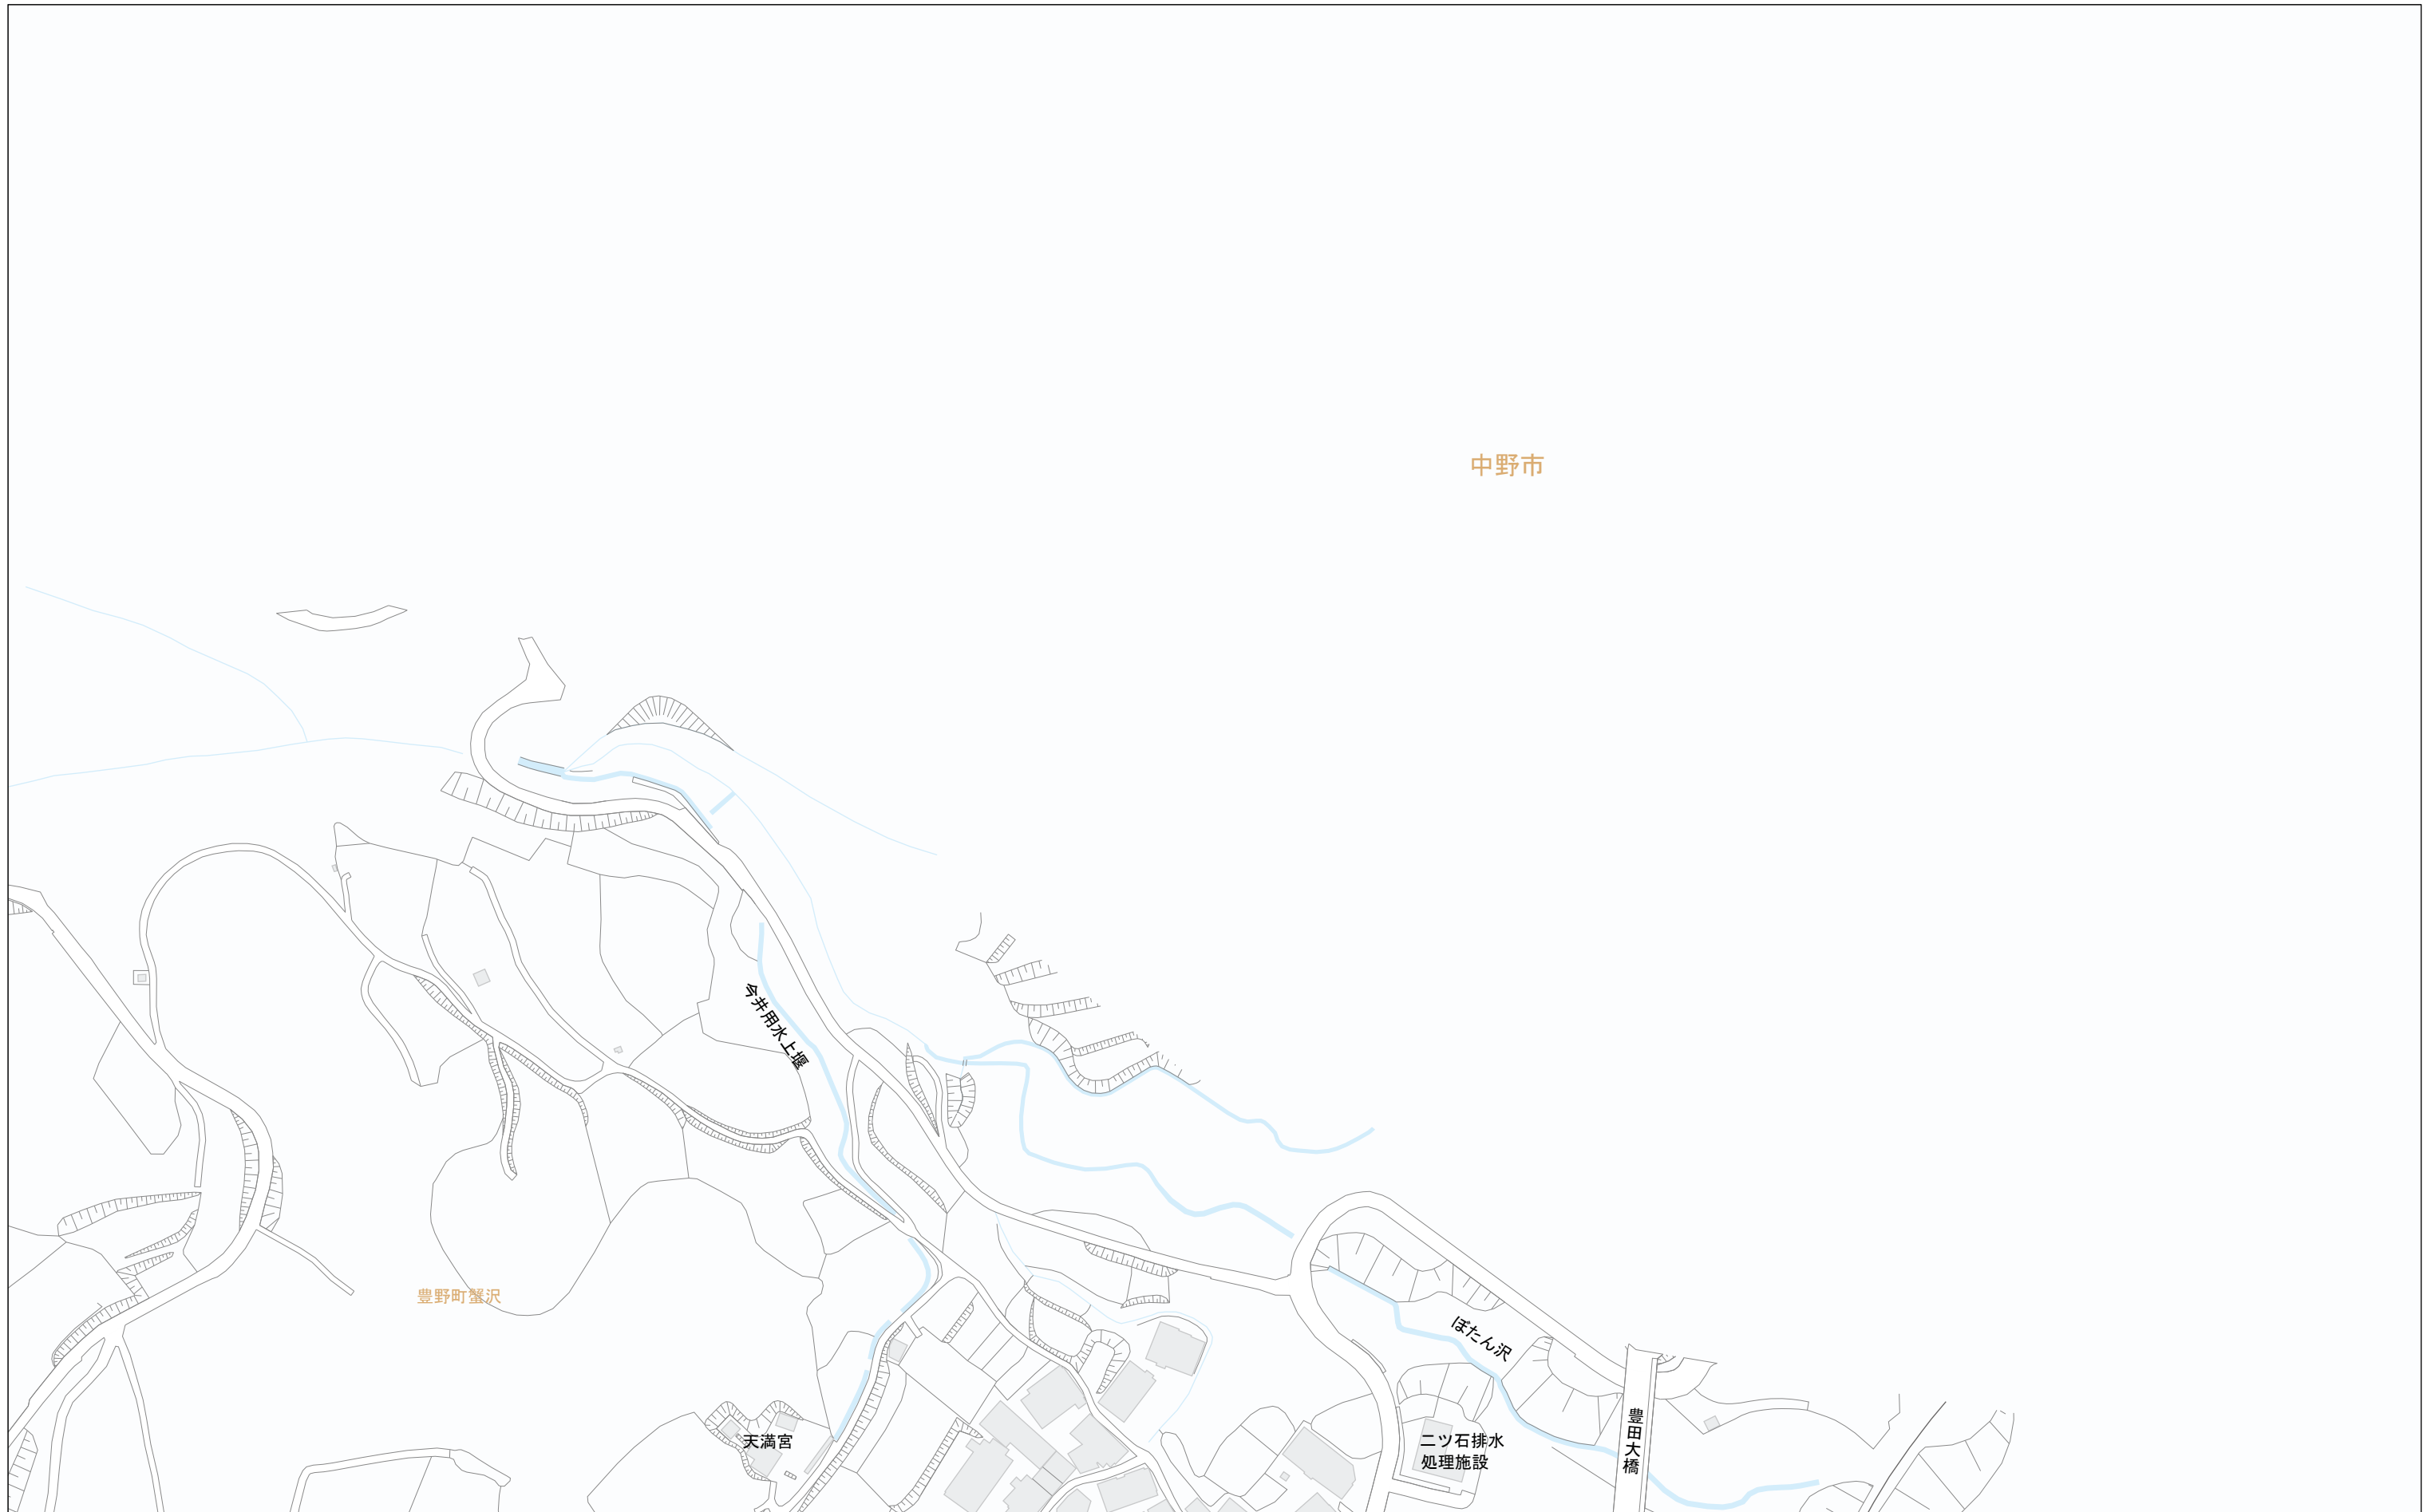 中野市
今井用水上堰
豊野町蟹沢
ぼたん沢
天満宮
二ツ石排水
処理施設
豊田大橋